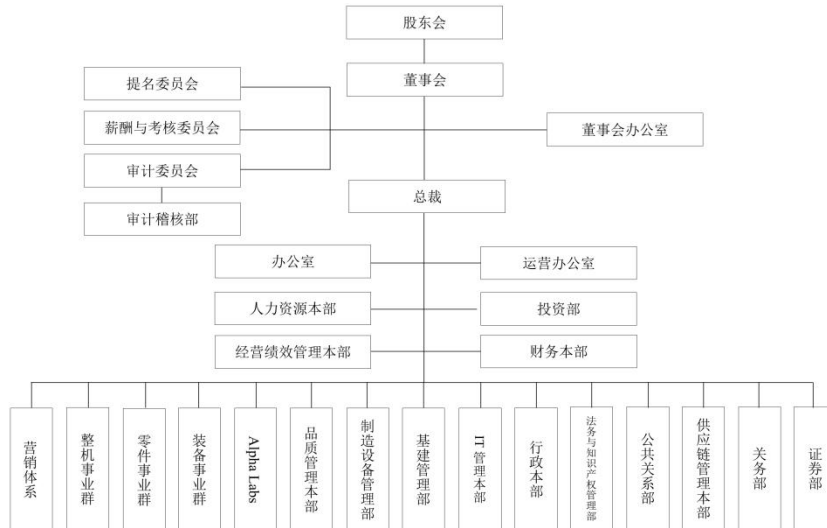 股东会
董事会
提名委员会
薪酬与考核委员会
董事会办公室
审计委员会
审计稽核部
总裁
办公室
运营办公室
人力资源本部
投资部
经营绩效管理本部
财务本部
营销体系
整机事业群
零件事业群
装备事业群
Alpha Labs
品质管理本部
制造设备管理部
基建管理部
IT 管理本部
行政本部
法务与知识产权管理部
公共关系部
供应链管理本部
关务部
证券部